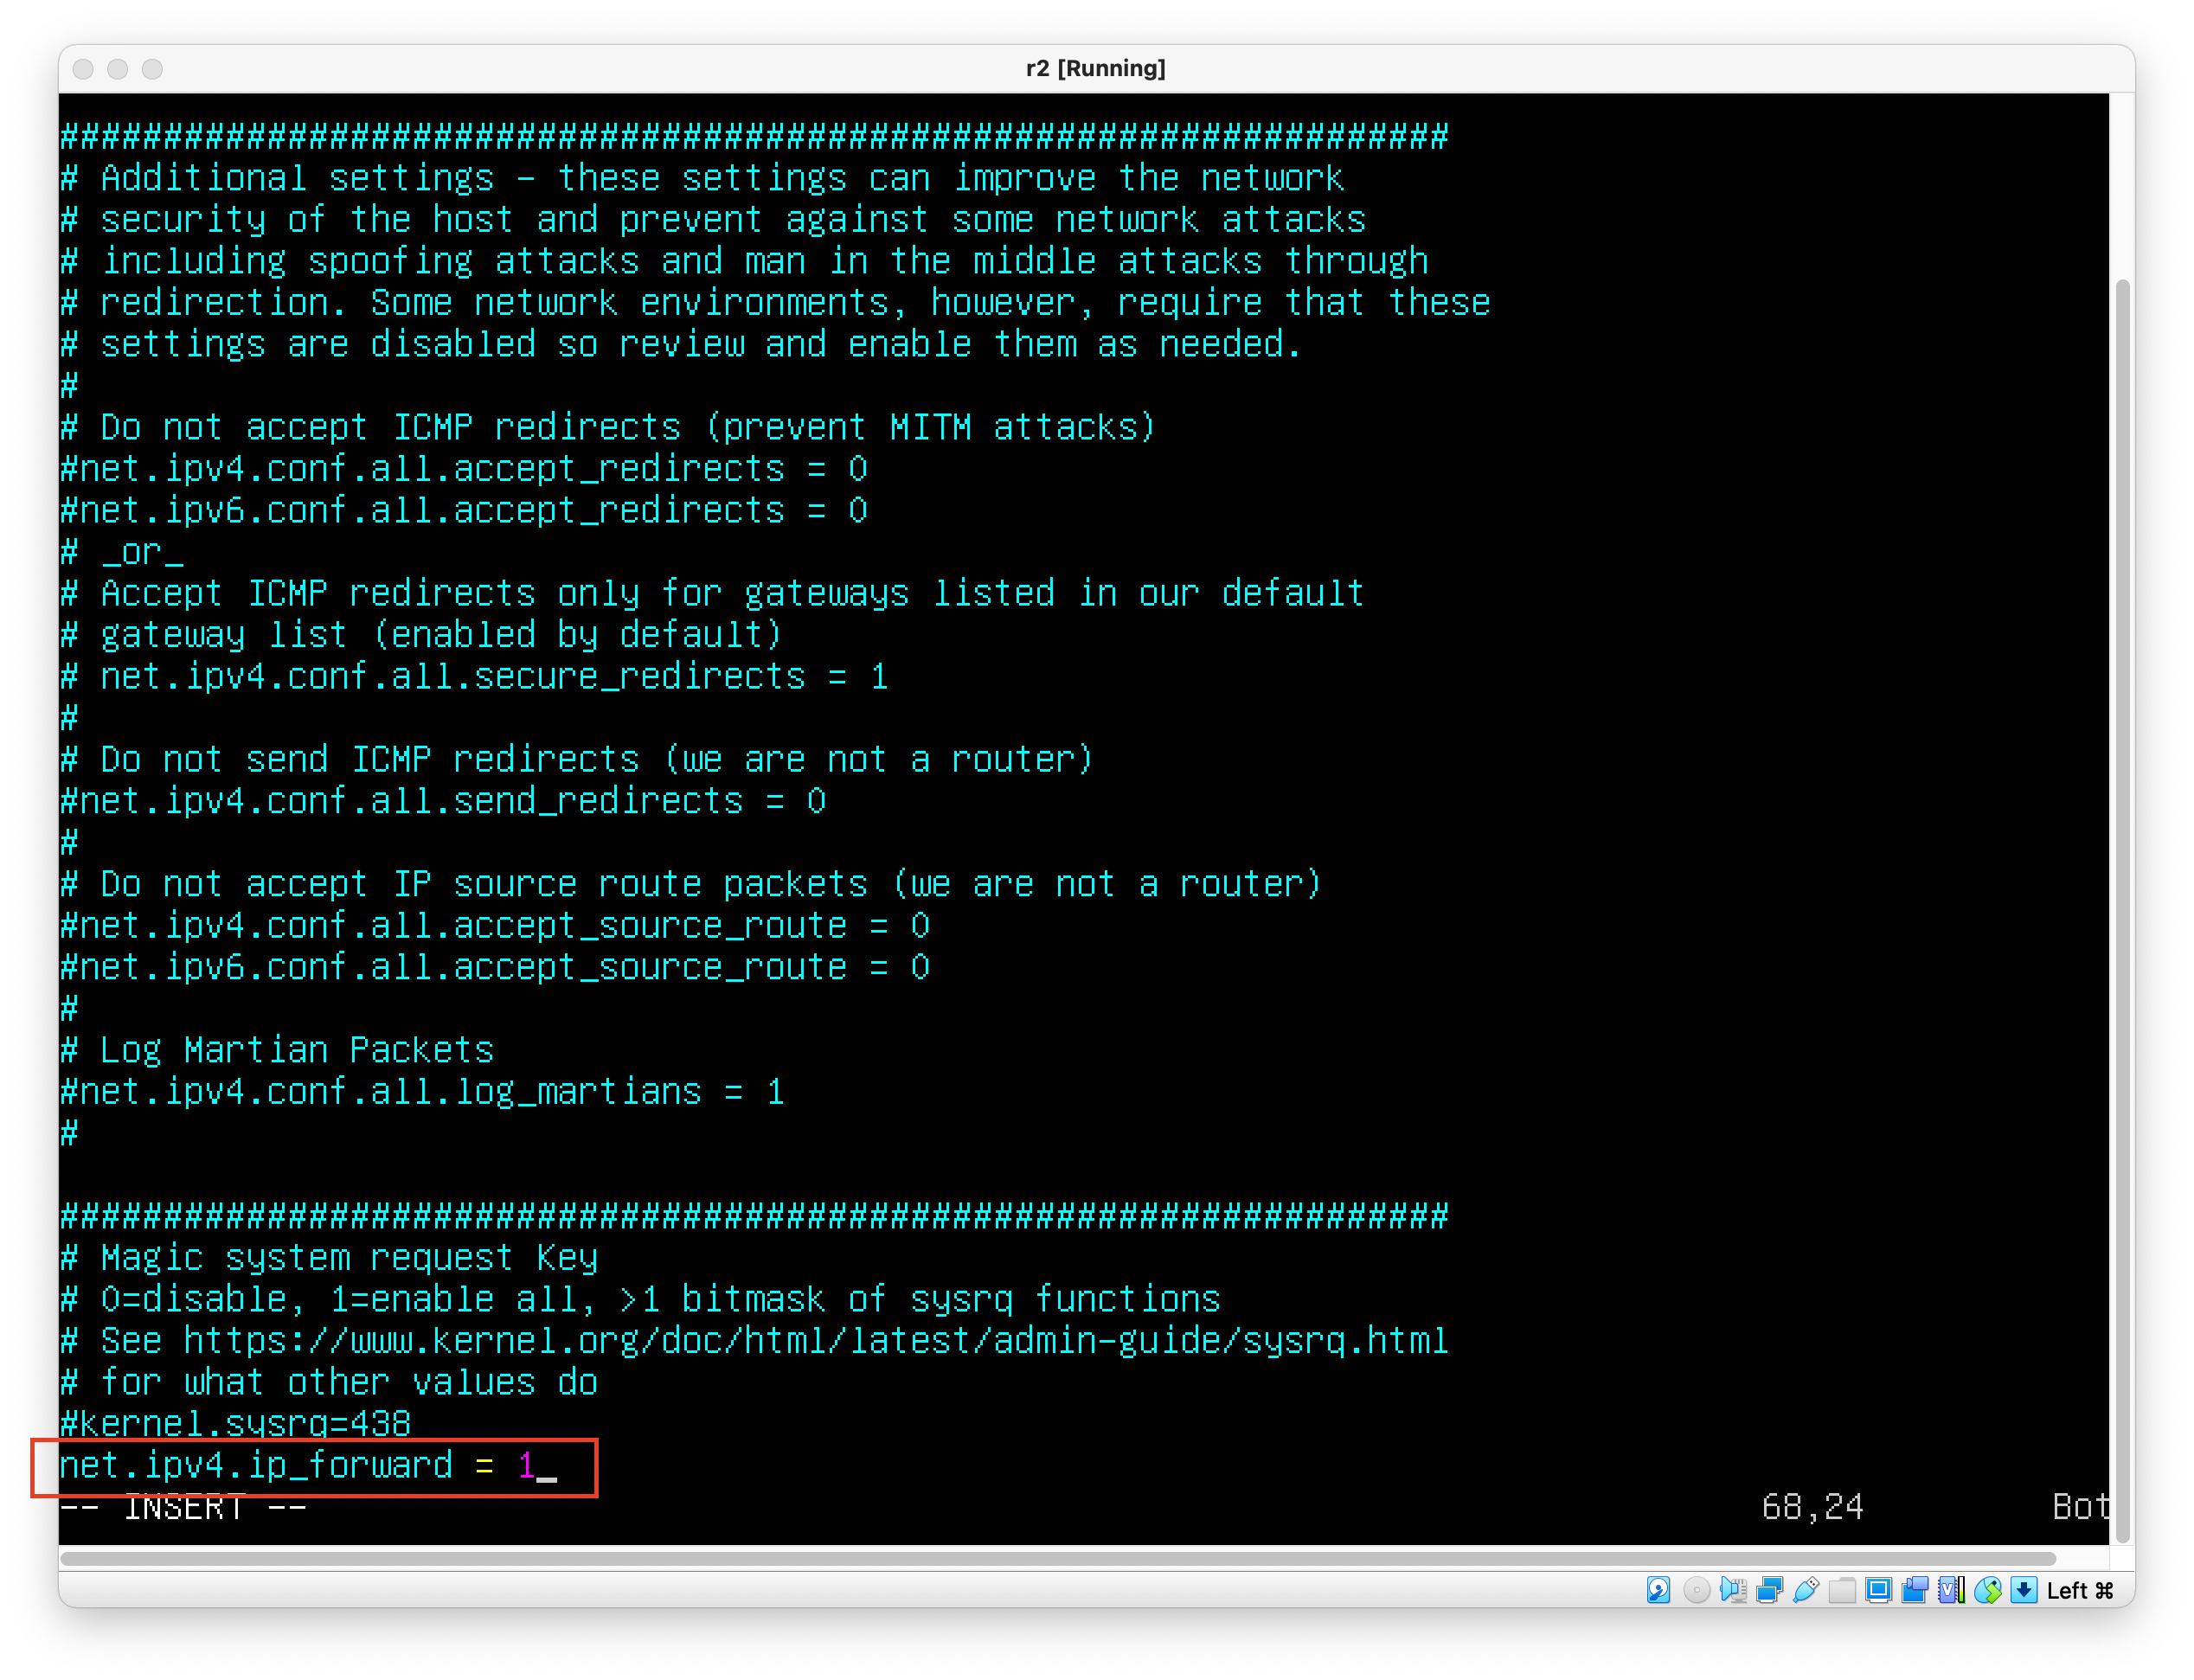 r2 [Running]
###################################################################
# Additional settings - these settings can improve the network
# security of the host and prevent against some network attacks
# including spoofing attacks and man in the middle attacks through
# redirection. Some network environments, however, require that these
# settings are disabled so review and enable them as needed.
#
# Do not accept ICMP redirects (prevent MITM attacks)
#net.ipv4.conf.all.accept_redirects = 0
#net.ipv6.conf.all.accept_redirects = 0
# _or_
# Accept ICMP redirects only for gateways listed in our default
# gateway list (enabled by default)
# net.ipv4.conf.all.secure_redirects = 1
#
# Do not send ICMP redirects (we are not a router)
#net.ipv4.conf.all.send_redirects = 0
#
# Do not accept IP source route packets (we are not a router)
#net.ipv4.conf.all.accept_source_route = 0
#net.ipv6.conf.all.accept_source_route = 0
#
# Log Martian Packets
#net.ipv4.conf.all.log_martians = 1
#
###################################################################
# Magic system request Key
# 0=disable, 1=enable all, >1 bitmask of sysrq functions
# See https://www.kernel.org/doc/html/latest/admin-guide/sysrq.html
# for what other values do
#kernel.sysrq=438
net.ipv4.ip_forward = 1_
-- INSERT -- 68,24 Bot
Left ⌘